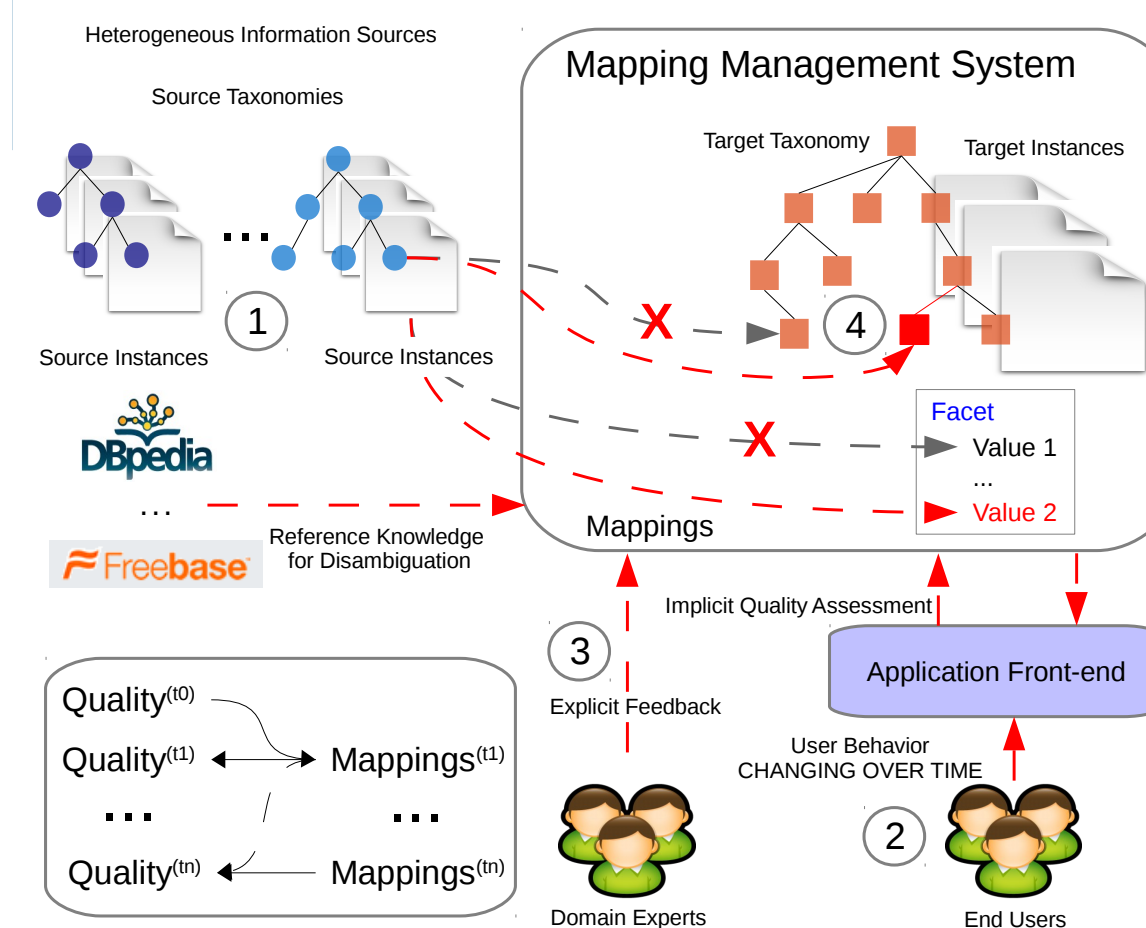 Heterogeneous Information Sources
Source Taxonomies
Mapping Management System
Target Taxonomy
Target Instances
...
1
4
X
Source Instances
Source Instances
DBpedia
...
Freebase
Reference Knowledge
for Disambiguation
X
Facet
Value 1
...
Value 2
Mappings
Implicit Quality Assessment
3
Explicit Feedback
Application Front-end
User Behavior
CHANGING OVER TIME
2
Domain Experts
End Users
Quality(t0)
Quality(t1)
Mappings(t1)
...
...
Quality(tn)
Mappings(tn)